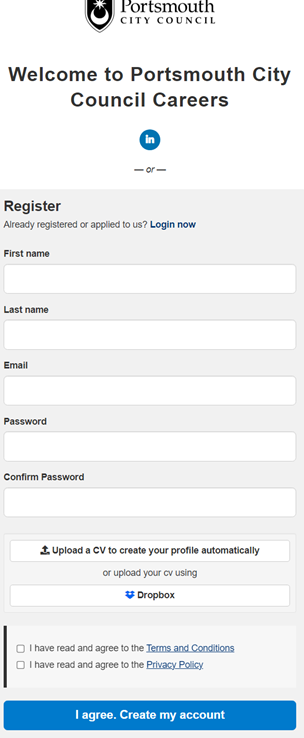 Portsmouth
CITY COUNCIL
Welcome to Portsmouth City
Council Careers
in
— or —
Register
Already registered or applied to us? Login now
First name
Last name
Email
Password
Confirm Password
Upload a CV to create your profile automatically
or upload your cv using
Dropbox
I have read and agree to the Terms and Conditions
I have read and agree to the Privacy Policy
I agree. Create my account